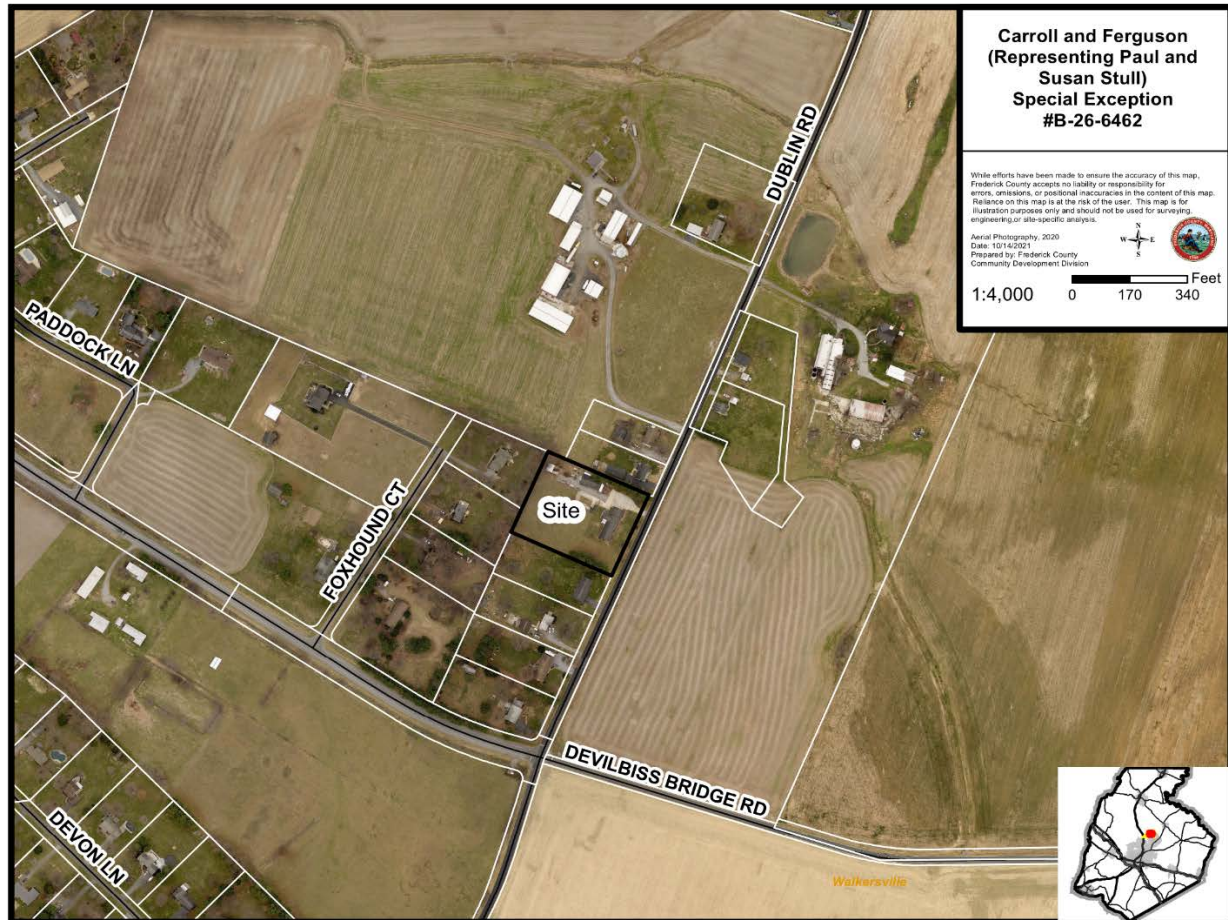 Carroll and Ferguson
(Representing Paul and
Susan Stull)
Special Exception
#B-26-6462
While efforts have been made to ensure the accuracy of this map,
Frederick County accepts no liability or responsibility for
errors, omissions, or positional inaccuracies in the content of this map.
Reliance on this map is at the risk of the user. This map is for
illustration purposes only and should not be used for surveying,
engineering,or site-specific analysis.
Aerial Photography, 2020
Date: 10/14/2021
Prepared by: Frederick County
Community Development Division
N
W E
S
Feet
1:4,000
0 170 340
DUBLIN RD
PADDOCK LN
FOXHOUND CT
Site
DEVILBISS BRIDGE RD
DEVON LN
Walkersville